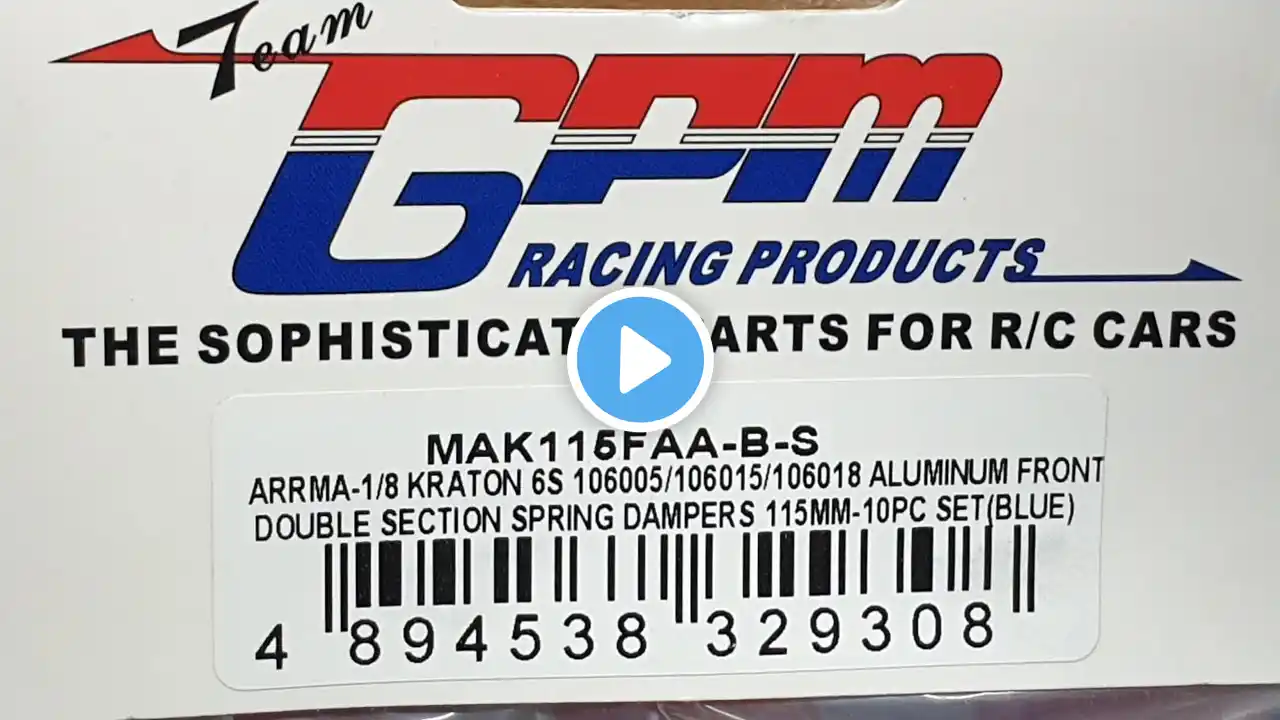 Team
GPM
RACING PRODUCTS
THE SOPHISTICAT ARTS FOR R/C CARS
MAK115FAA-B-S
ARRMA-1/8 KRATON 6S 106005/106015/106018 ALUMINUM FRONT
DOUBLE SECTION SPRING DAMPERS 115MM-10PC SET(BLUE)
4 894538 329308